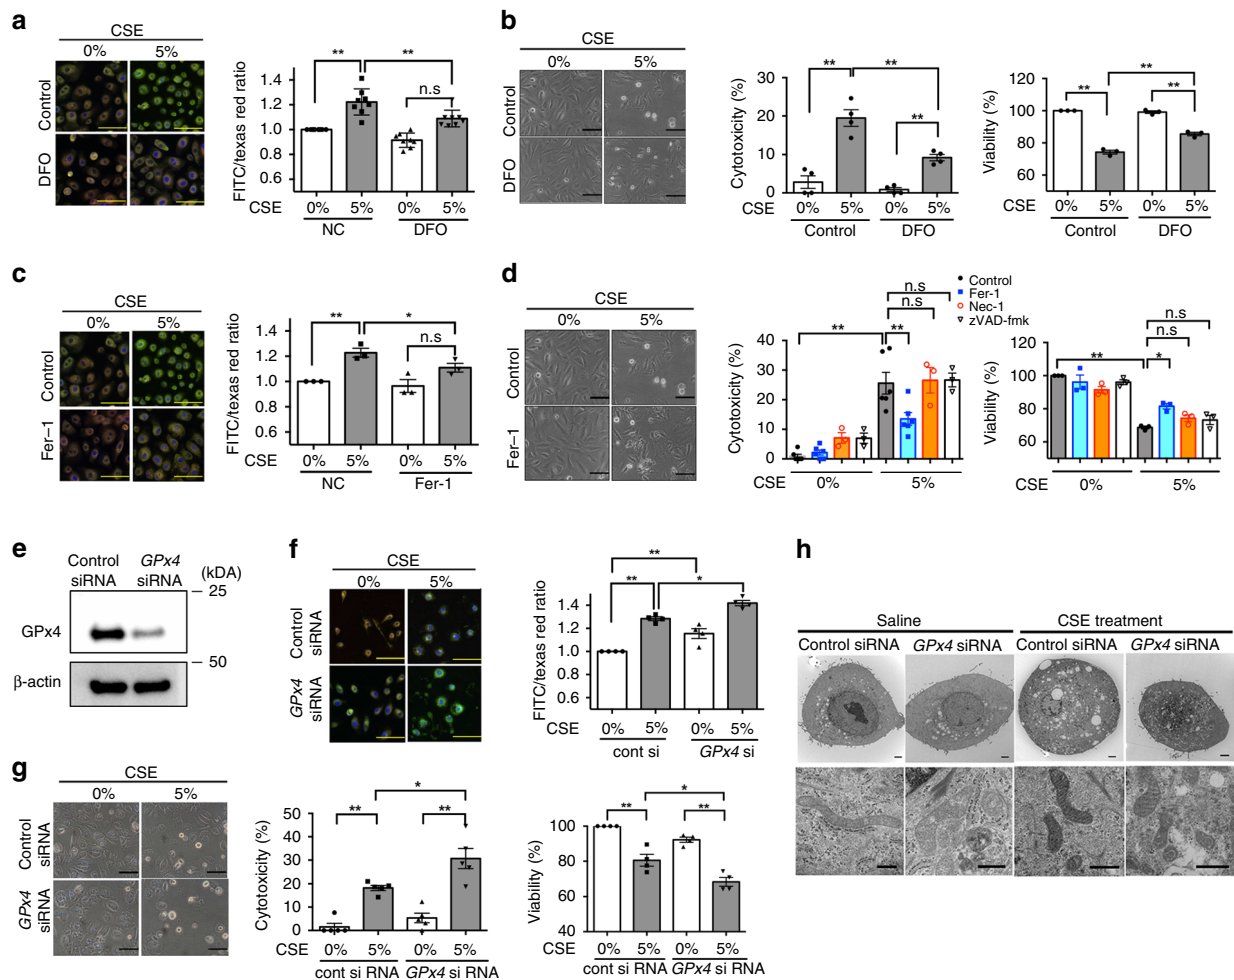 a
CSE
0%
5%
Control
DFO
FITC/texas red ratio
1.4
1.2
1.0
0.8
0.6
**
**
n.s
CSE
0%
5%
0%
5%
NC
DFO
b
CSE
0%
5%
Control
DFO
Cytotoxicity (%)
30
20
10
0
**
**
**
0%
5%
0%
5%
CSE
Control
DFO
Viability (%)
120
100
80
60
**
**
**
0%
5%
0%
5%
CSE
Control
DFO
c
CSE
0%
5%
Control
Fer–1
FITC/texas red ratio
1.4
1.2
1.0
0.8
0.6
**
*
n.s
CSE
0%
5%
0%
5%
NC
Fer-1
d
CSE
0%
5%
Control
Fer–1
Control
Fer-1
Nec-1
zVAD-fmk
Cytotoxicity (%)
40
30
20
10
0
**
**
n.s
n.s
CSE
0%
5%
Viability (%)
120
100
80
60
**
*
n.s
n.s
CSE
0%
5%
e
Control siRNA
GPx4 siRNA
(kDA)
25
GPx4
50
β-actin
f
CSE
0%
5%
Control siRNA
GPx4 siRNA
FITC/texas red ratio
1.4
1.2
1.0
0.8
0.6
**
**
*
CSE
0%
5%
0%
5%
cont si
GPx4 si
g
CSE
0%
5%
Control siRNA
GPx4 siRNA
Cytotoxicity (%)
50
40
30
20
10
0
**
*
**
CSE
0%
5%
0%
5%
cont si RNA
GPx4 si RNA
Viability (%)
100
80
60
40
**
*
**
CSE
0%
5%
0%
5%
cont si RNA
GPx4 si RNA
h
Saline
CSE treatment
Control siRNA
GPx4 siRNA
Control siRNA
GPx4 siRNA